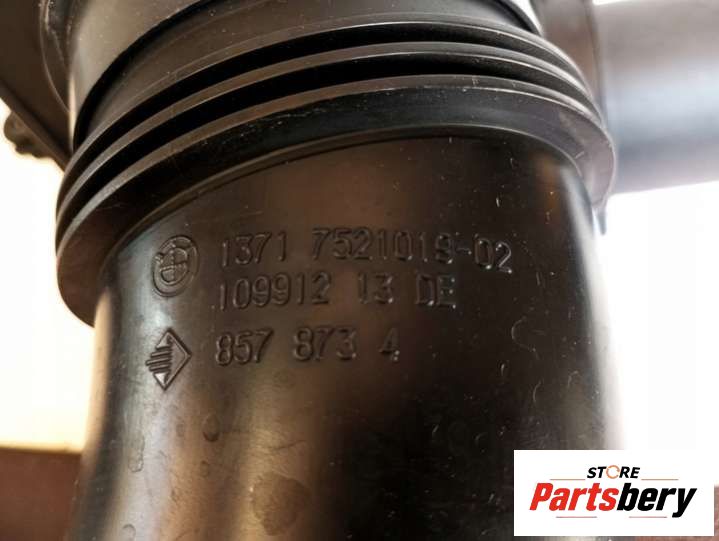 1371 7521019-02
109912 13 DE
857 873 4
STORE
Partsbery